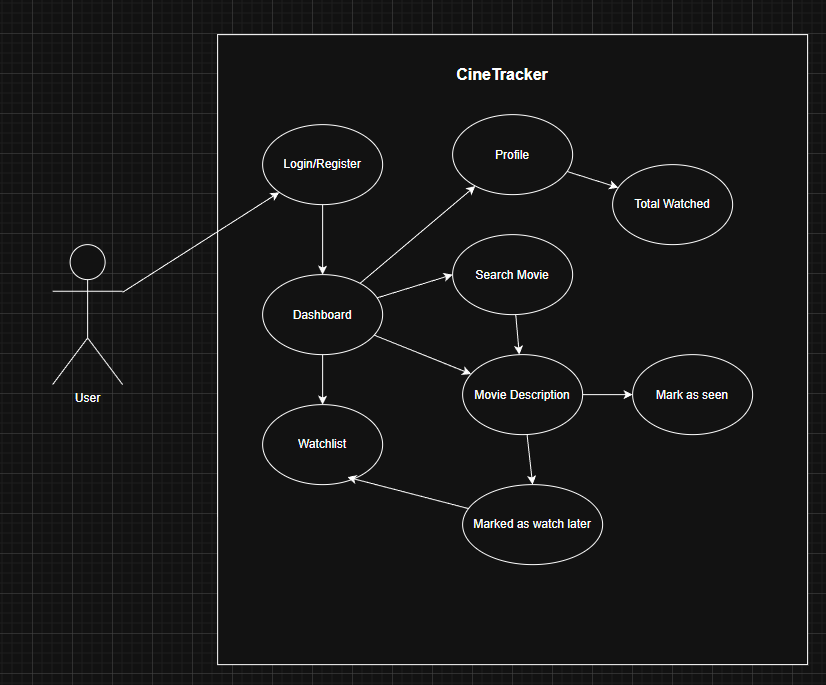 CineTracker
Login/Register
Profile
Total Watched
Search Movie
Dashboard
User
Movie Description
Mark as seen
Watchlist
Marked as watch later